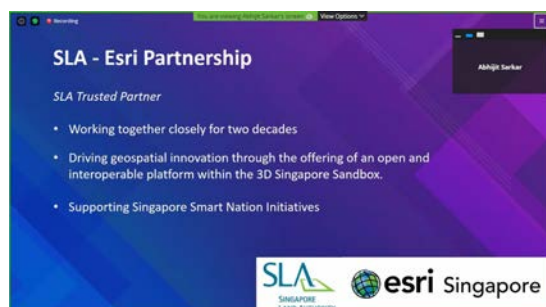 Recording
You are viewing Abhijit Sarkar's screen
View Options
Abhijit Sarkar
SLA - Esri Partnership
SLA Trusted Partner
• Working together closely for two decades
• Driving geospatial innovation through the offering of an open and
interoperable platform within the 3D Singapore Sandbox.
• Supporting Singapore Smart Nation Initiatives
SLA
SINGAPORE
esri Singapore